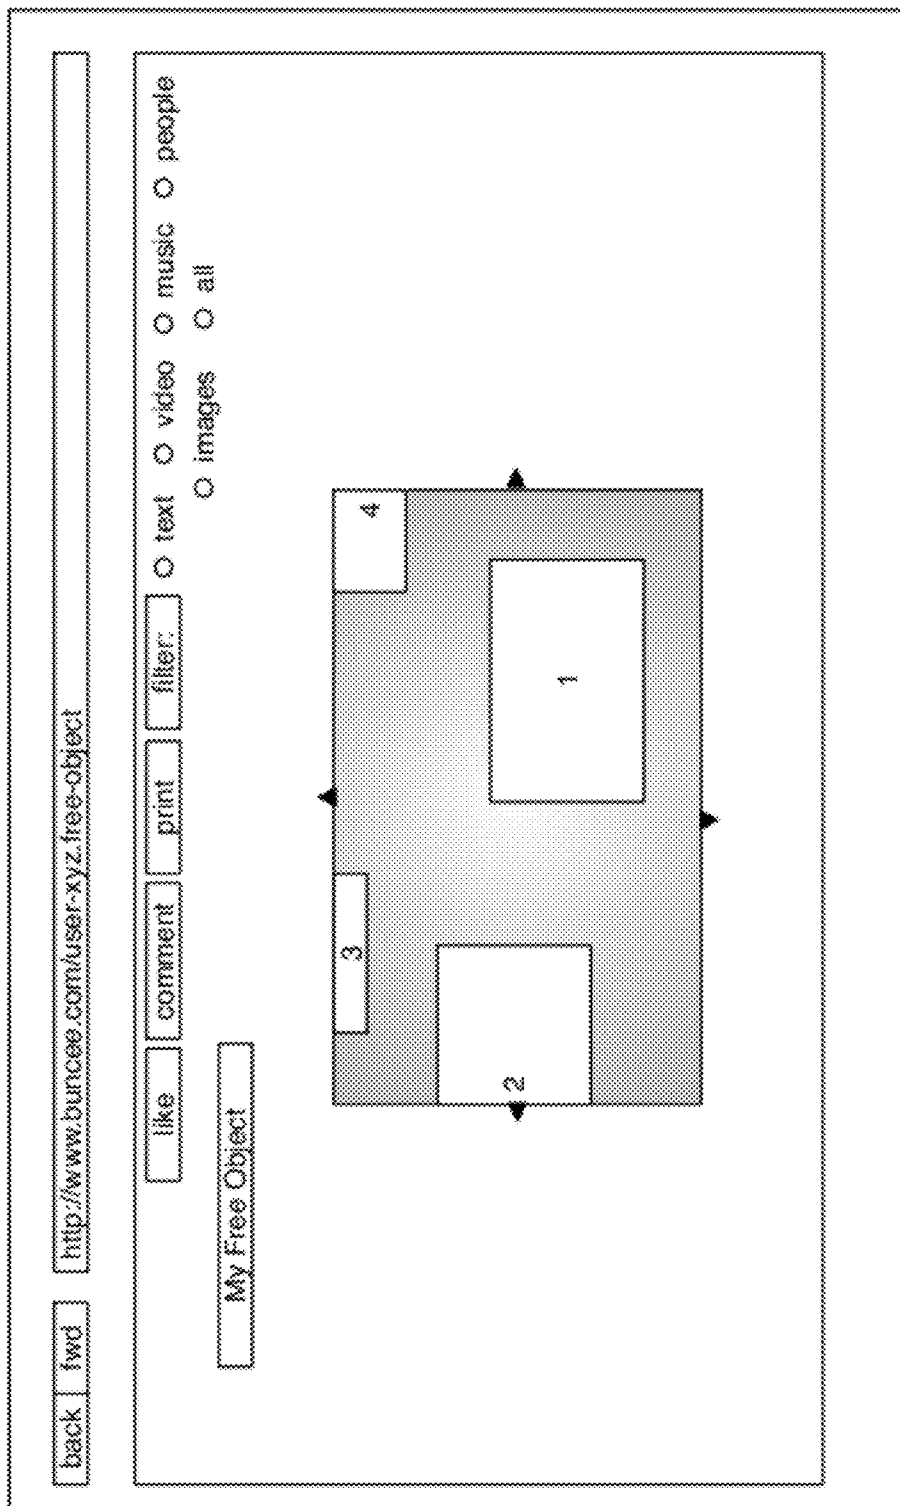 back fwd http://www.buncee.com/user-xyz.free-object
like comment print filter: text video music people
images all
My Free Object
3 4
2 1